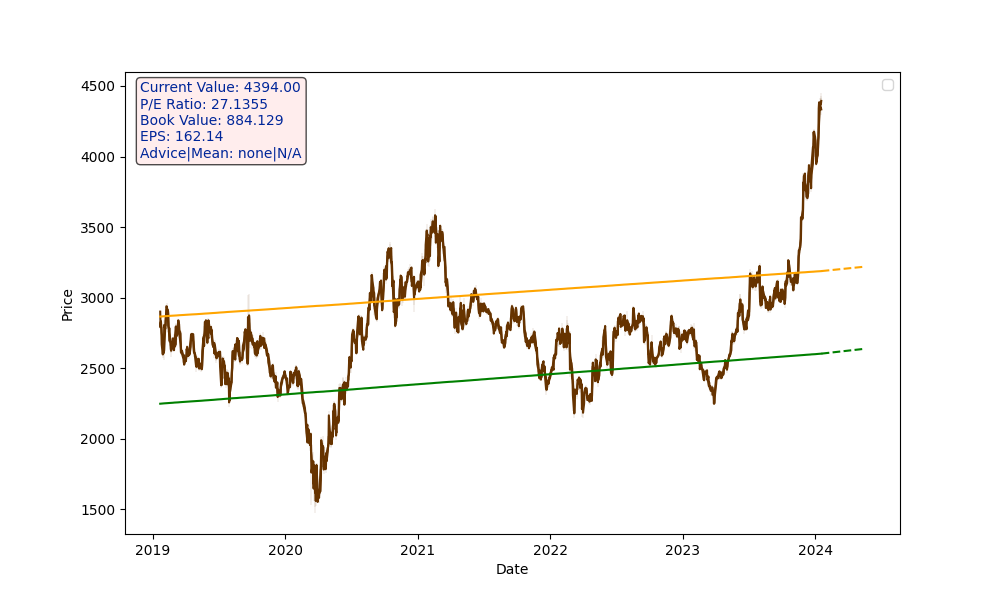 Current Value: 4394.00
P/E Ratio: 27.1355
Book Value: 884.129
EPS: 162.14
Advice|Mean: none|N/A
4500
4000
3500
3000
2500
2000
1500
Price
2019 2020 2021 2022 2023 2024
Date